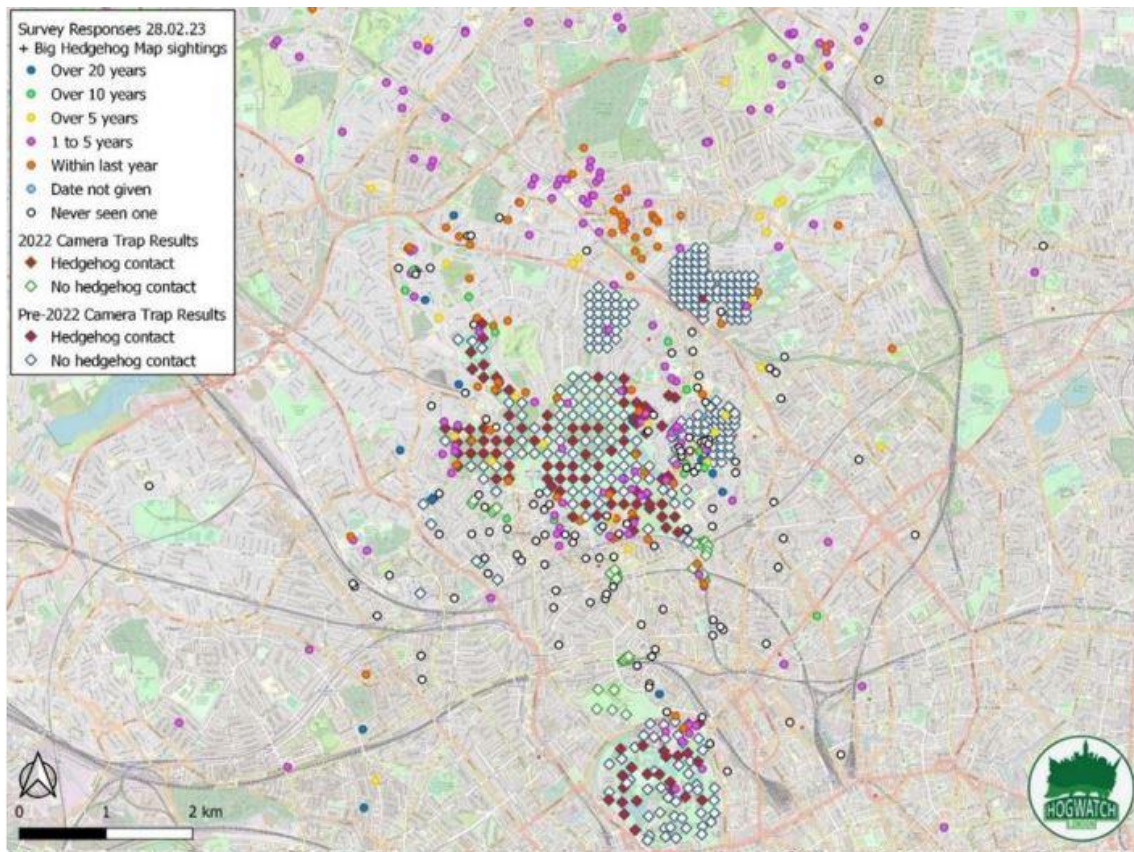 Survey Responses 28.02.23
+ Big Hedgehog Map sightings
Over 20 years
Over 10 years
Over 5 years
1 to 5 years
Within last year
Date not given
Never seen one
2022 Camera Trap Results
Hedgehog contact
No hedgehog contact
Pre-2022 Camera Trap Results
Hedgehog contact
No hedgehog contact
0 1 2 km
HOGWATCH
LONDON